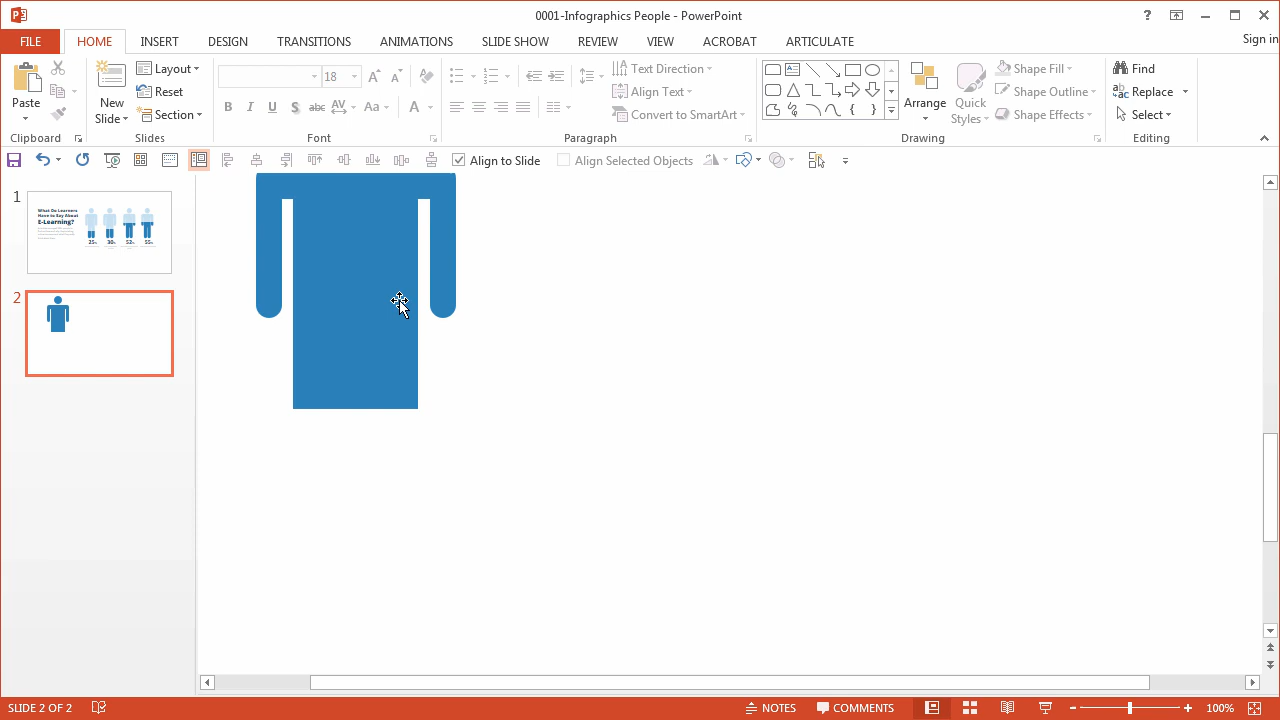 0001-Infographics People - PowerPoint
Sign in
FILE HOME INSERT DESIGN TRANSITIONS ANIMATIONS SLIDE SHOW REVIEW VIEW ACROBAT ARTICULATE
Paste
Clipboard
New
Slide
Layout
Reset
Section
Slides
18
B I U S abc AV Aa A
Font
Text Direction
Align Text
Convert to SmartArt
Paragraph
Arrange
Quick
Styles
Shape Fill
Shape Outline
Shape Effects
Drawing
Find
Replace
Select
Editing
Align to Slide
Align Selected Objects
1
What Do Learners
Have to Say About
E-Learning?
2
SLIDE 2 OF 2
NOTES
COMMENTS
100%